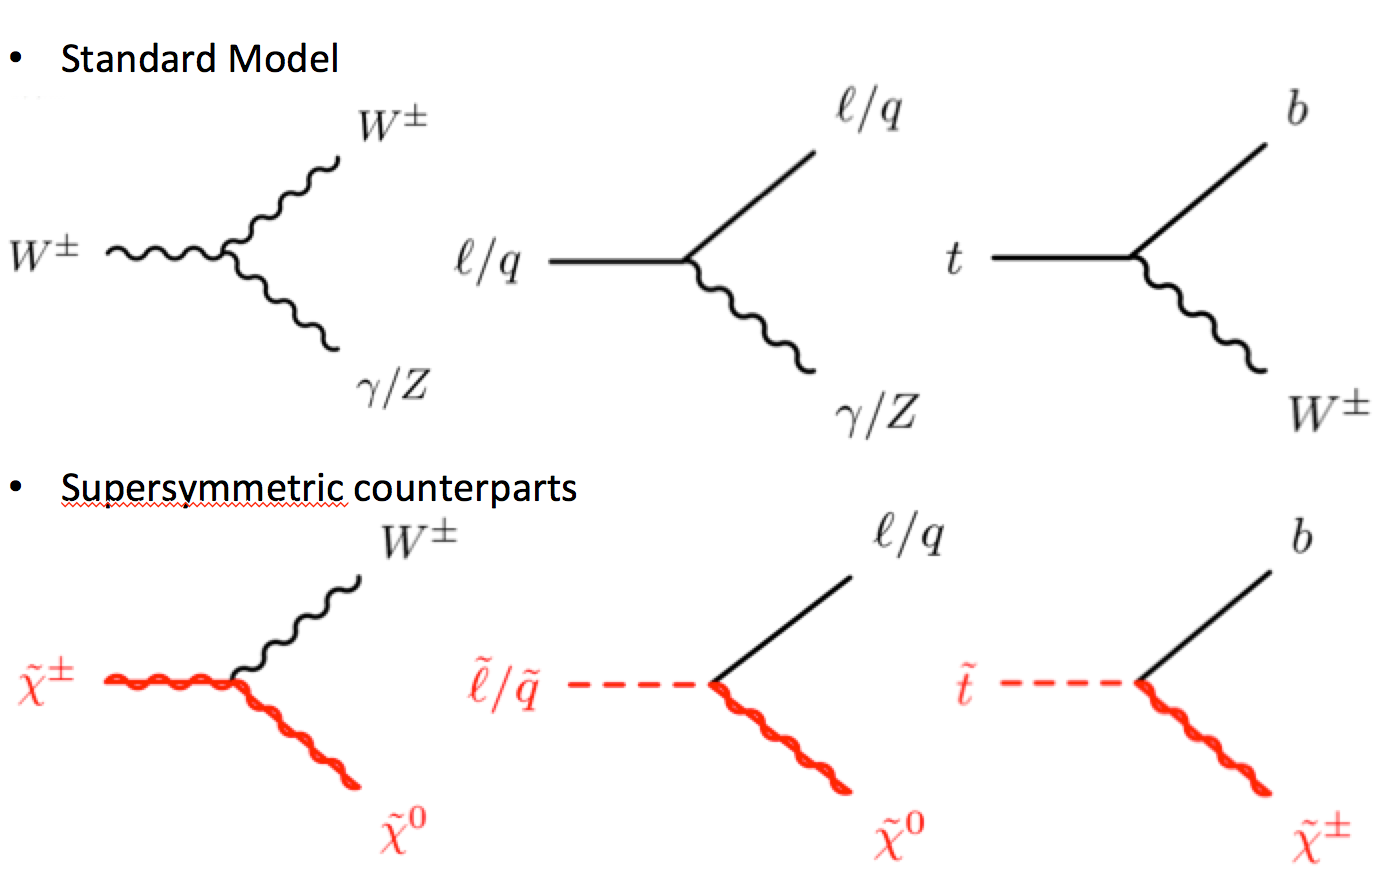 • Standard Model
W± W± γ/Z
ℓ/q ℓ/q γ/Z
t b W±
• Supersymmetric counterparts
χ̃± W± χ̃⁰
ℓ̃/q̃ ℓ/q χ̃⁰
t̃ b χ̃±